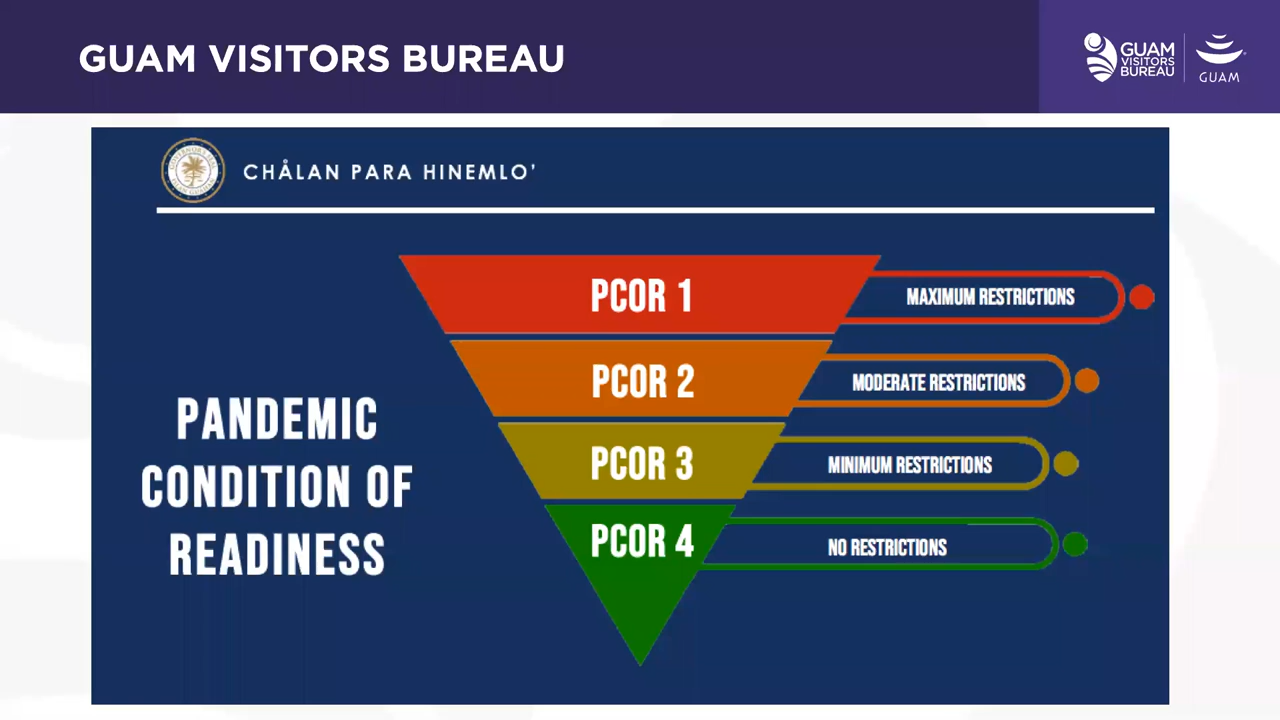 GUAM VISITORS BUREAU
GUAM
VISITORS
BUREAU
GUAM
CHÅLAN PARA HINEMLO'
PANDEMIC
CONDITION OF
READINESS
PCOR 1
MAXIMUM RESTRICTIONS
PCOR 2
MODERATE RESTRICTIONS
PCOR 3
MINIMUM RESTRICTIONS
PCOR 4
NO RESTRICTIONS